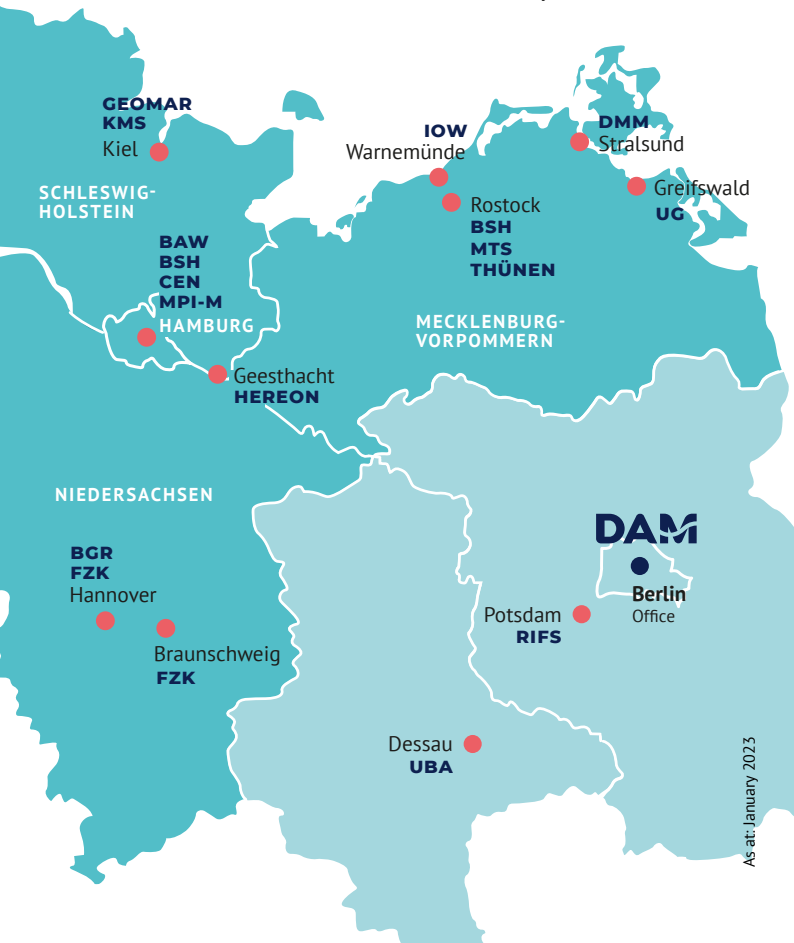 GEOMAR
KMS
Kiel
SCHLESWIG-
HOLSTEIN
IOW
Warnemünde
DMM
Stralsund
Greifswald
UG
Rostock
BSH
MTS
THÜNEN
BAW
BSH
CEN
MPI-M
HAMBURG
MECKLENBURG-
VORPOMMERN
Geesthacht
HEREON
NIEDERSACHSEN
BGR
FZK
Hannover
Braunschweig
FZK
DAM
Berlin
Office
Potsdam
RIFS
Dessau
UBA
As at: January 2023